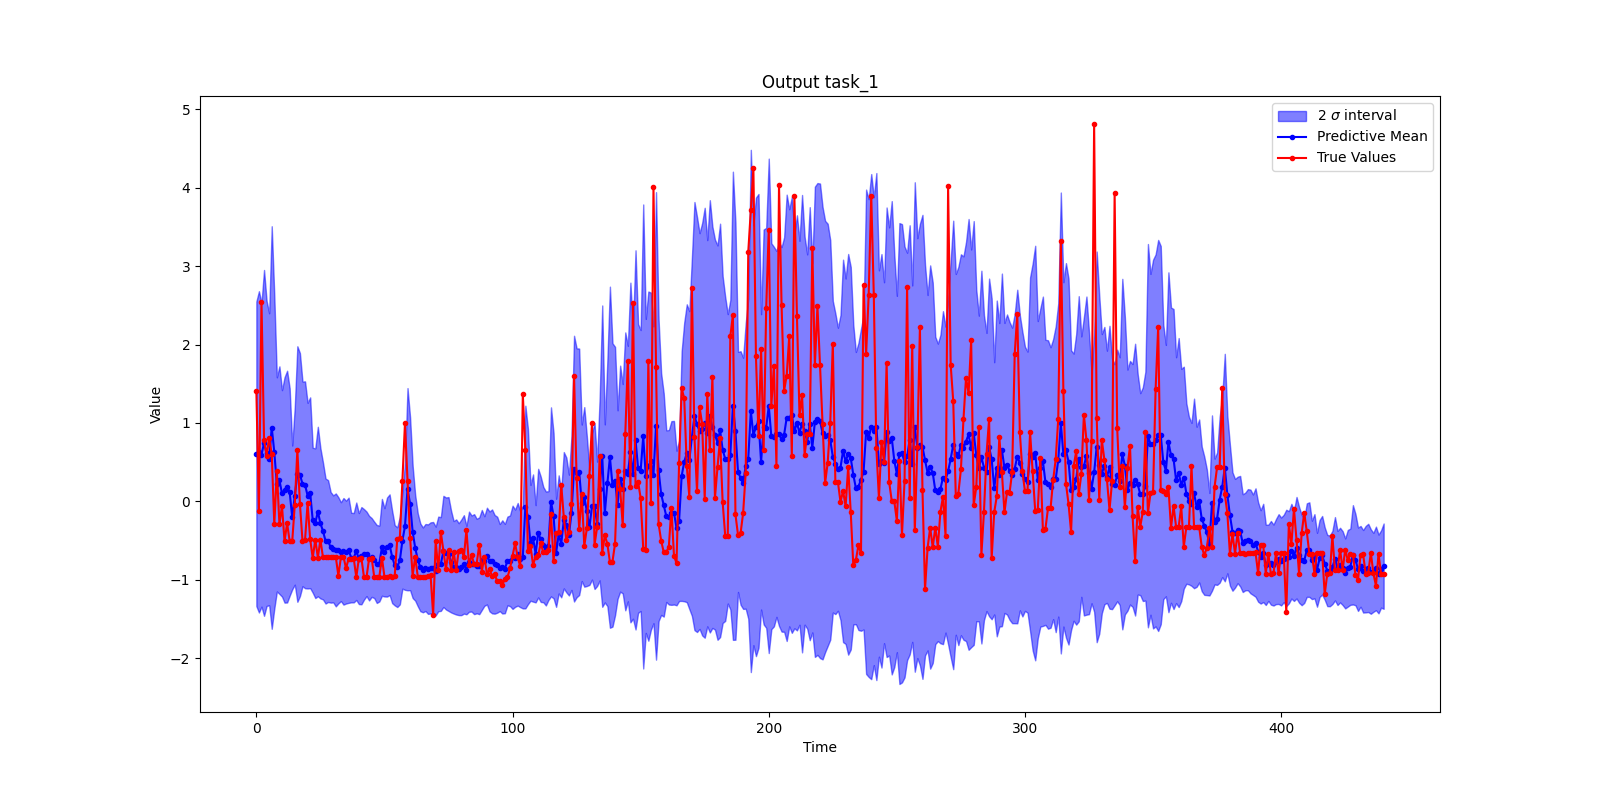 Output task_1
5
4
3
2
1
0
−1
−2
Value
2 σ interval
Predictive Mean
True Values
0 100 200 300 400
Time